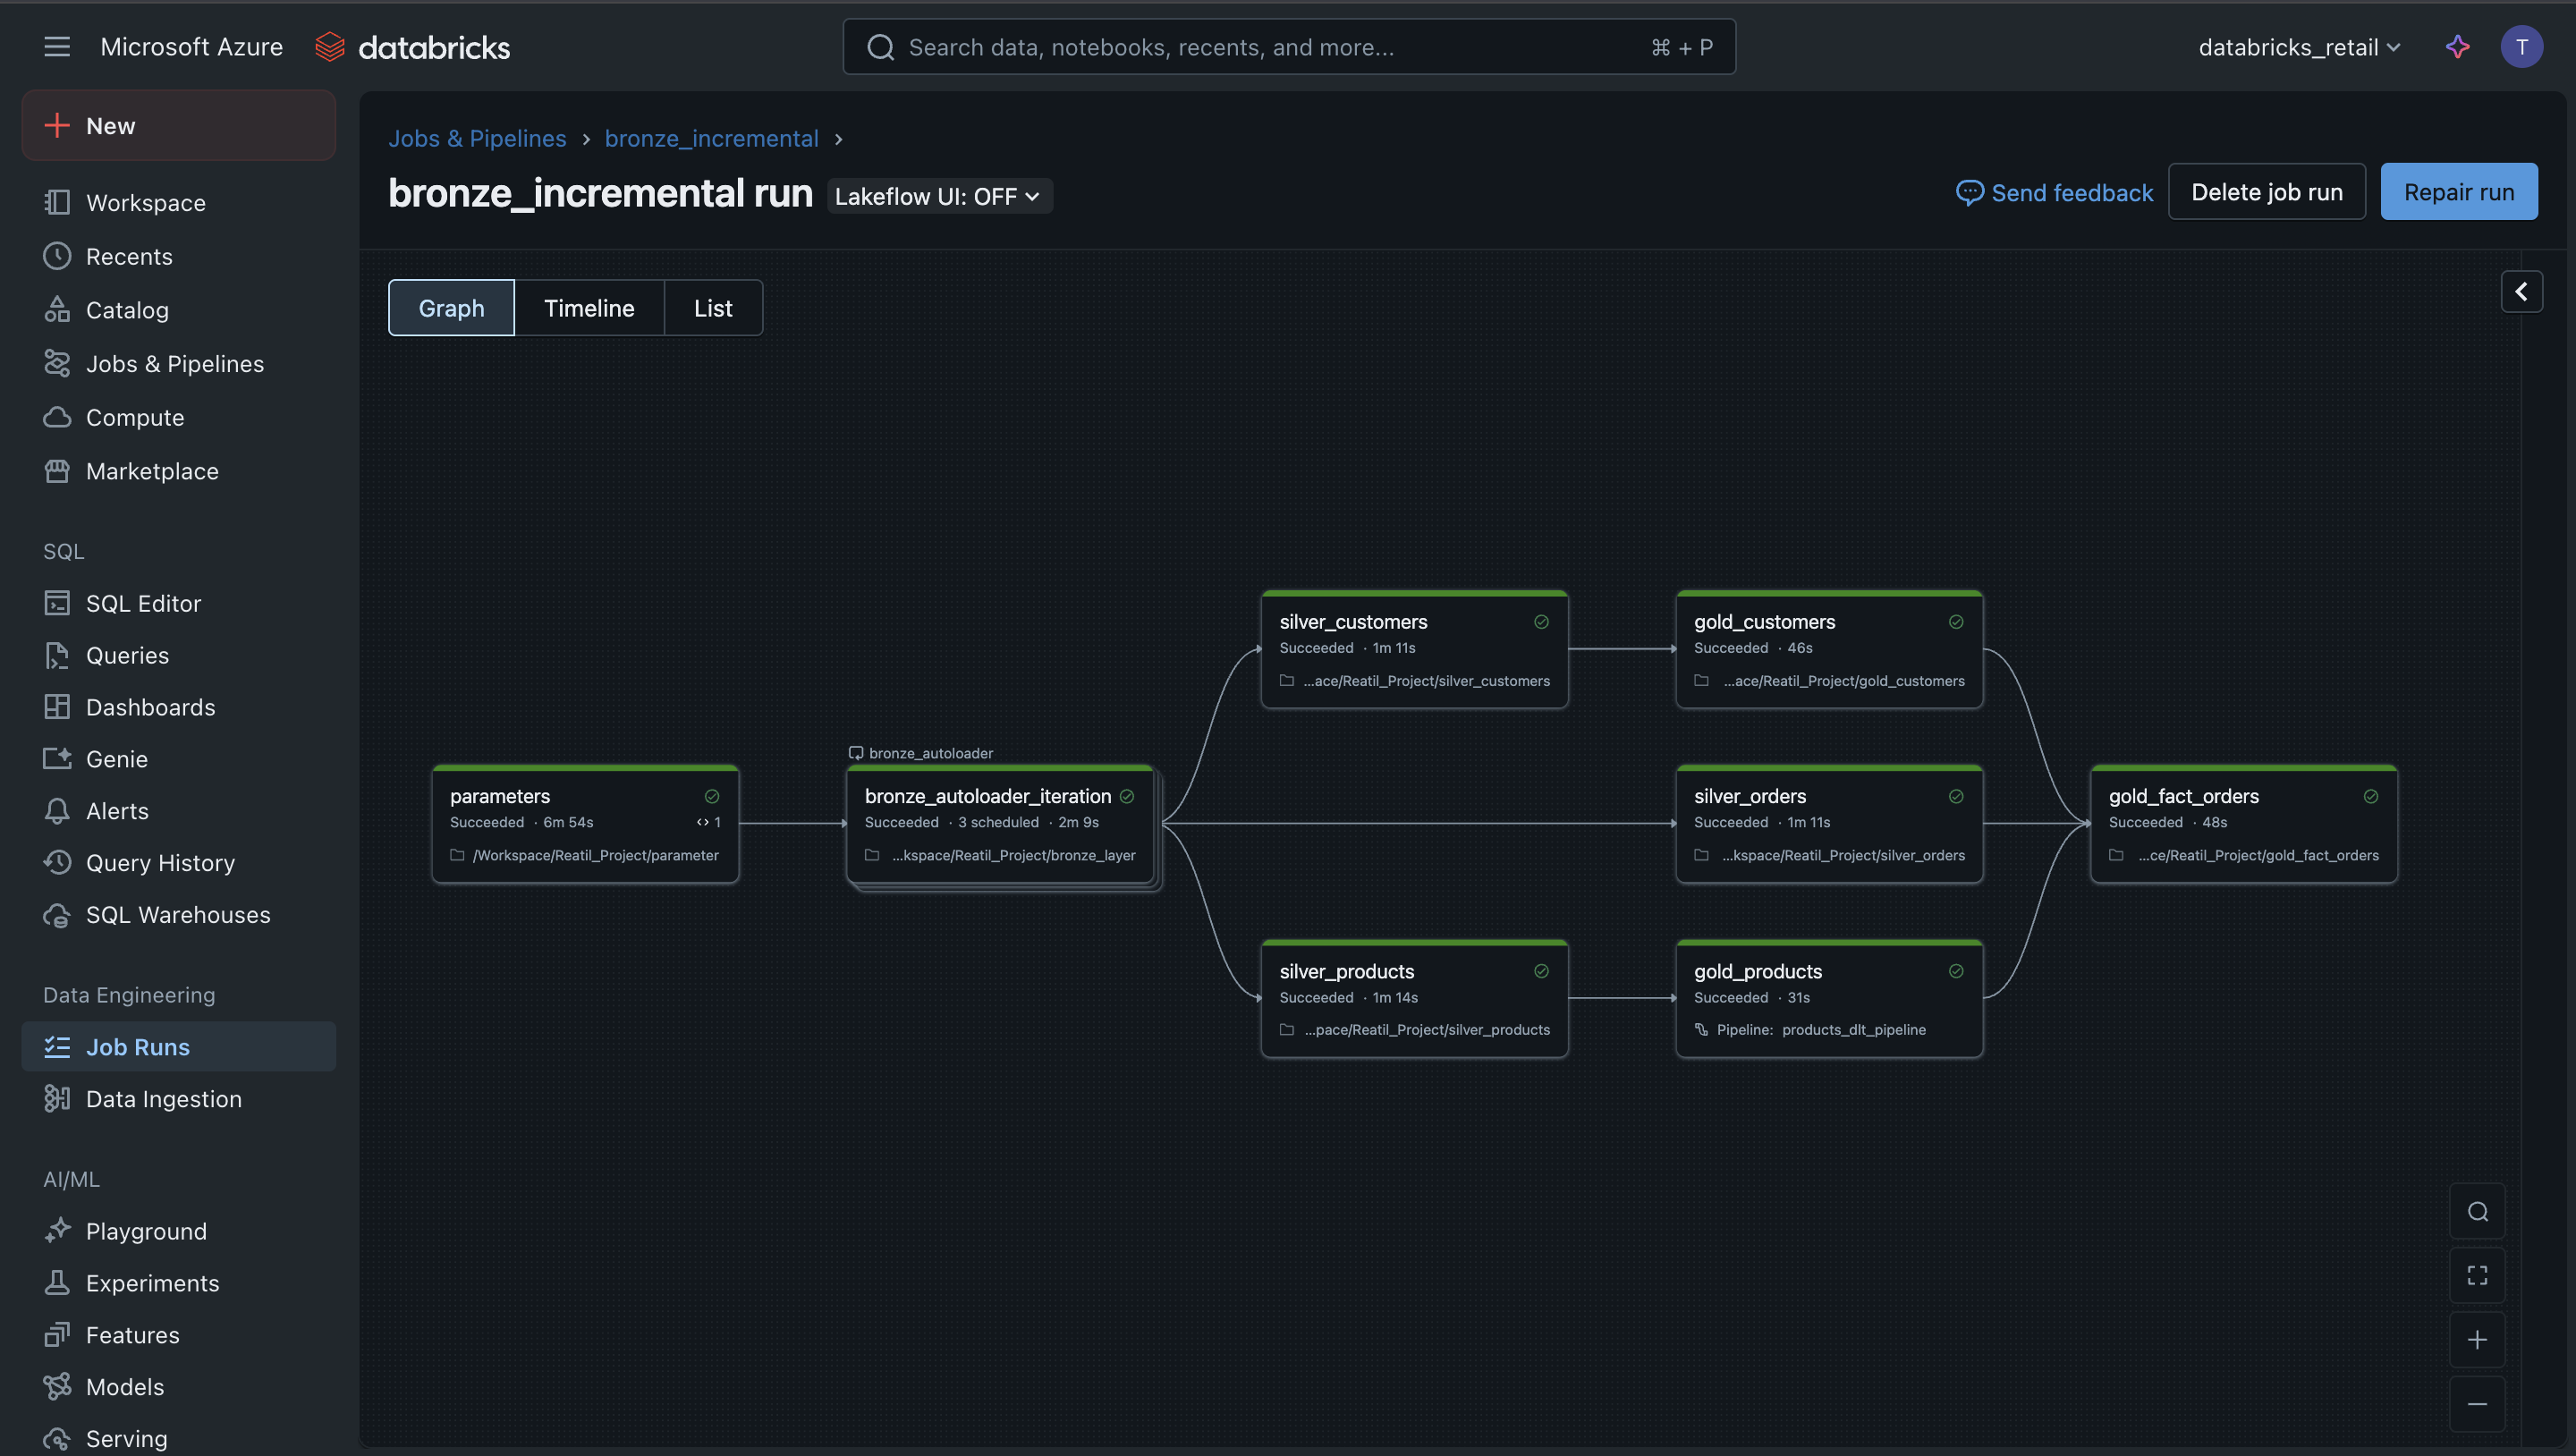 Microsoft Azure databricks
Search data, notebooks, recents, and more... ⌘ + P
databricks_retail
T
New
Workspace
Recents
Catalog
Jobs & Pipelines
Compute
Marketplace
SQL
SQL Editor
Queries
Dashboards
Genie
Alerts
Query History
SQL Warehouses
Data Engineering
Job Runs
Data Ingestion
AI/ML
Playground
Experiments
Features
Models
Serving
Jobs & Pipelines › bronze_incremental ›
bronze_incremental run Lakeflow UI: OFF
Send feedback Delete job run Repair run
Graph Timeline List
parameters
Succeeded · 6m 54s 1
/Workspace/Reatil_Project/parameter
bronze_autoloader
bronze_autoloader_iteration
Succeeded · 3 scheduled · 2m 9s
...kspace/Reatil_Project/bronze_layer
silver_customers
Succeeded · 1m 11s
...ace/Reatil_Project/silver_customers
gold_customers
Succeeded · 46s
...ace/Reatil_Project/gold_customers
silver_orders
Succeeded · 1m 11s
...kspace/Reatil_Project/silver_orders
gold_fact_orders
Succeeded · 48s
...ce/Reatil_Project/gold_fact_orders
silver_products
Succeeded · 1m 14s
...pace/Reatil_Project/silver_products
gold_products
Succeeded · 31s
Pipeline: products_dlt_pipeline